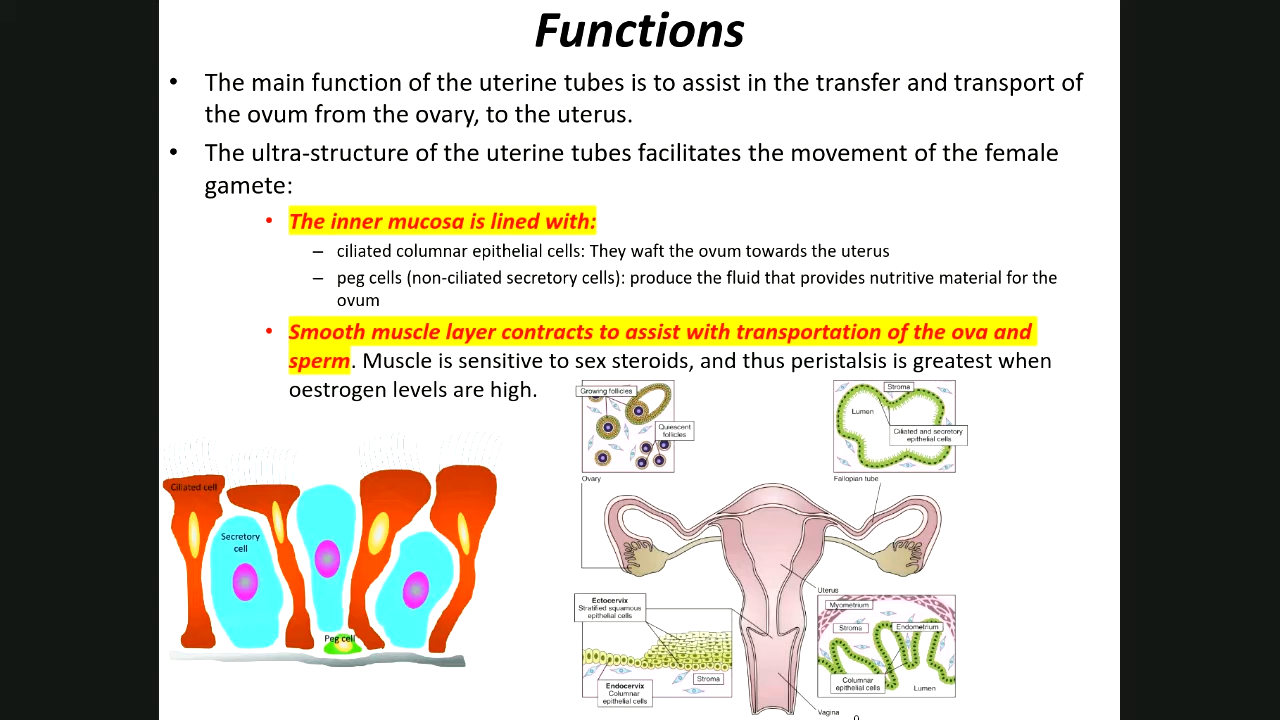 Functions
• The main function of the uterine tubes is to assist in the transfer and transport of
the ovum from the ovary, to the uterus.
• The ultra-structure of the uterine tubes facilitates the movement of the female
gamete:
• The inner mucosa is lined with:
– ciliated columnar epithelial cells: They waft the ovum towards the uterus
– peg cells (non-ciliated secretory cells): produce the fluid that provides nutritive material for the
ovum
• Smooth muscle layer contracts to assist with transportation of the ova and
sperm. Muscle is sensitive to sex steroids, and thus peristalsis is greatest when
oestrogen levels are high.
Ciliated cell
Secretory
cell
Peg cell
Growing follicles
Quiescent
follicles
Ovary
Stroma
Lumen
Ciliated and secretory
epithelial cells
Fallopian tube
Uterus
Ectocervix
Stratified squamous
epithelial cells
Stroma
Endocervix
Columnar
epithelial cells
Myometrium
Stroma
Endometrium
Columnar
epithelial cells
Lumen
Vagina